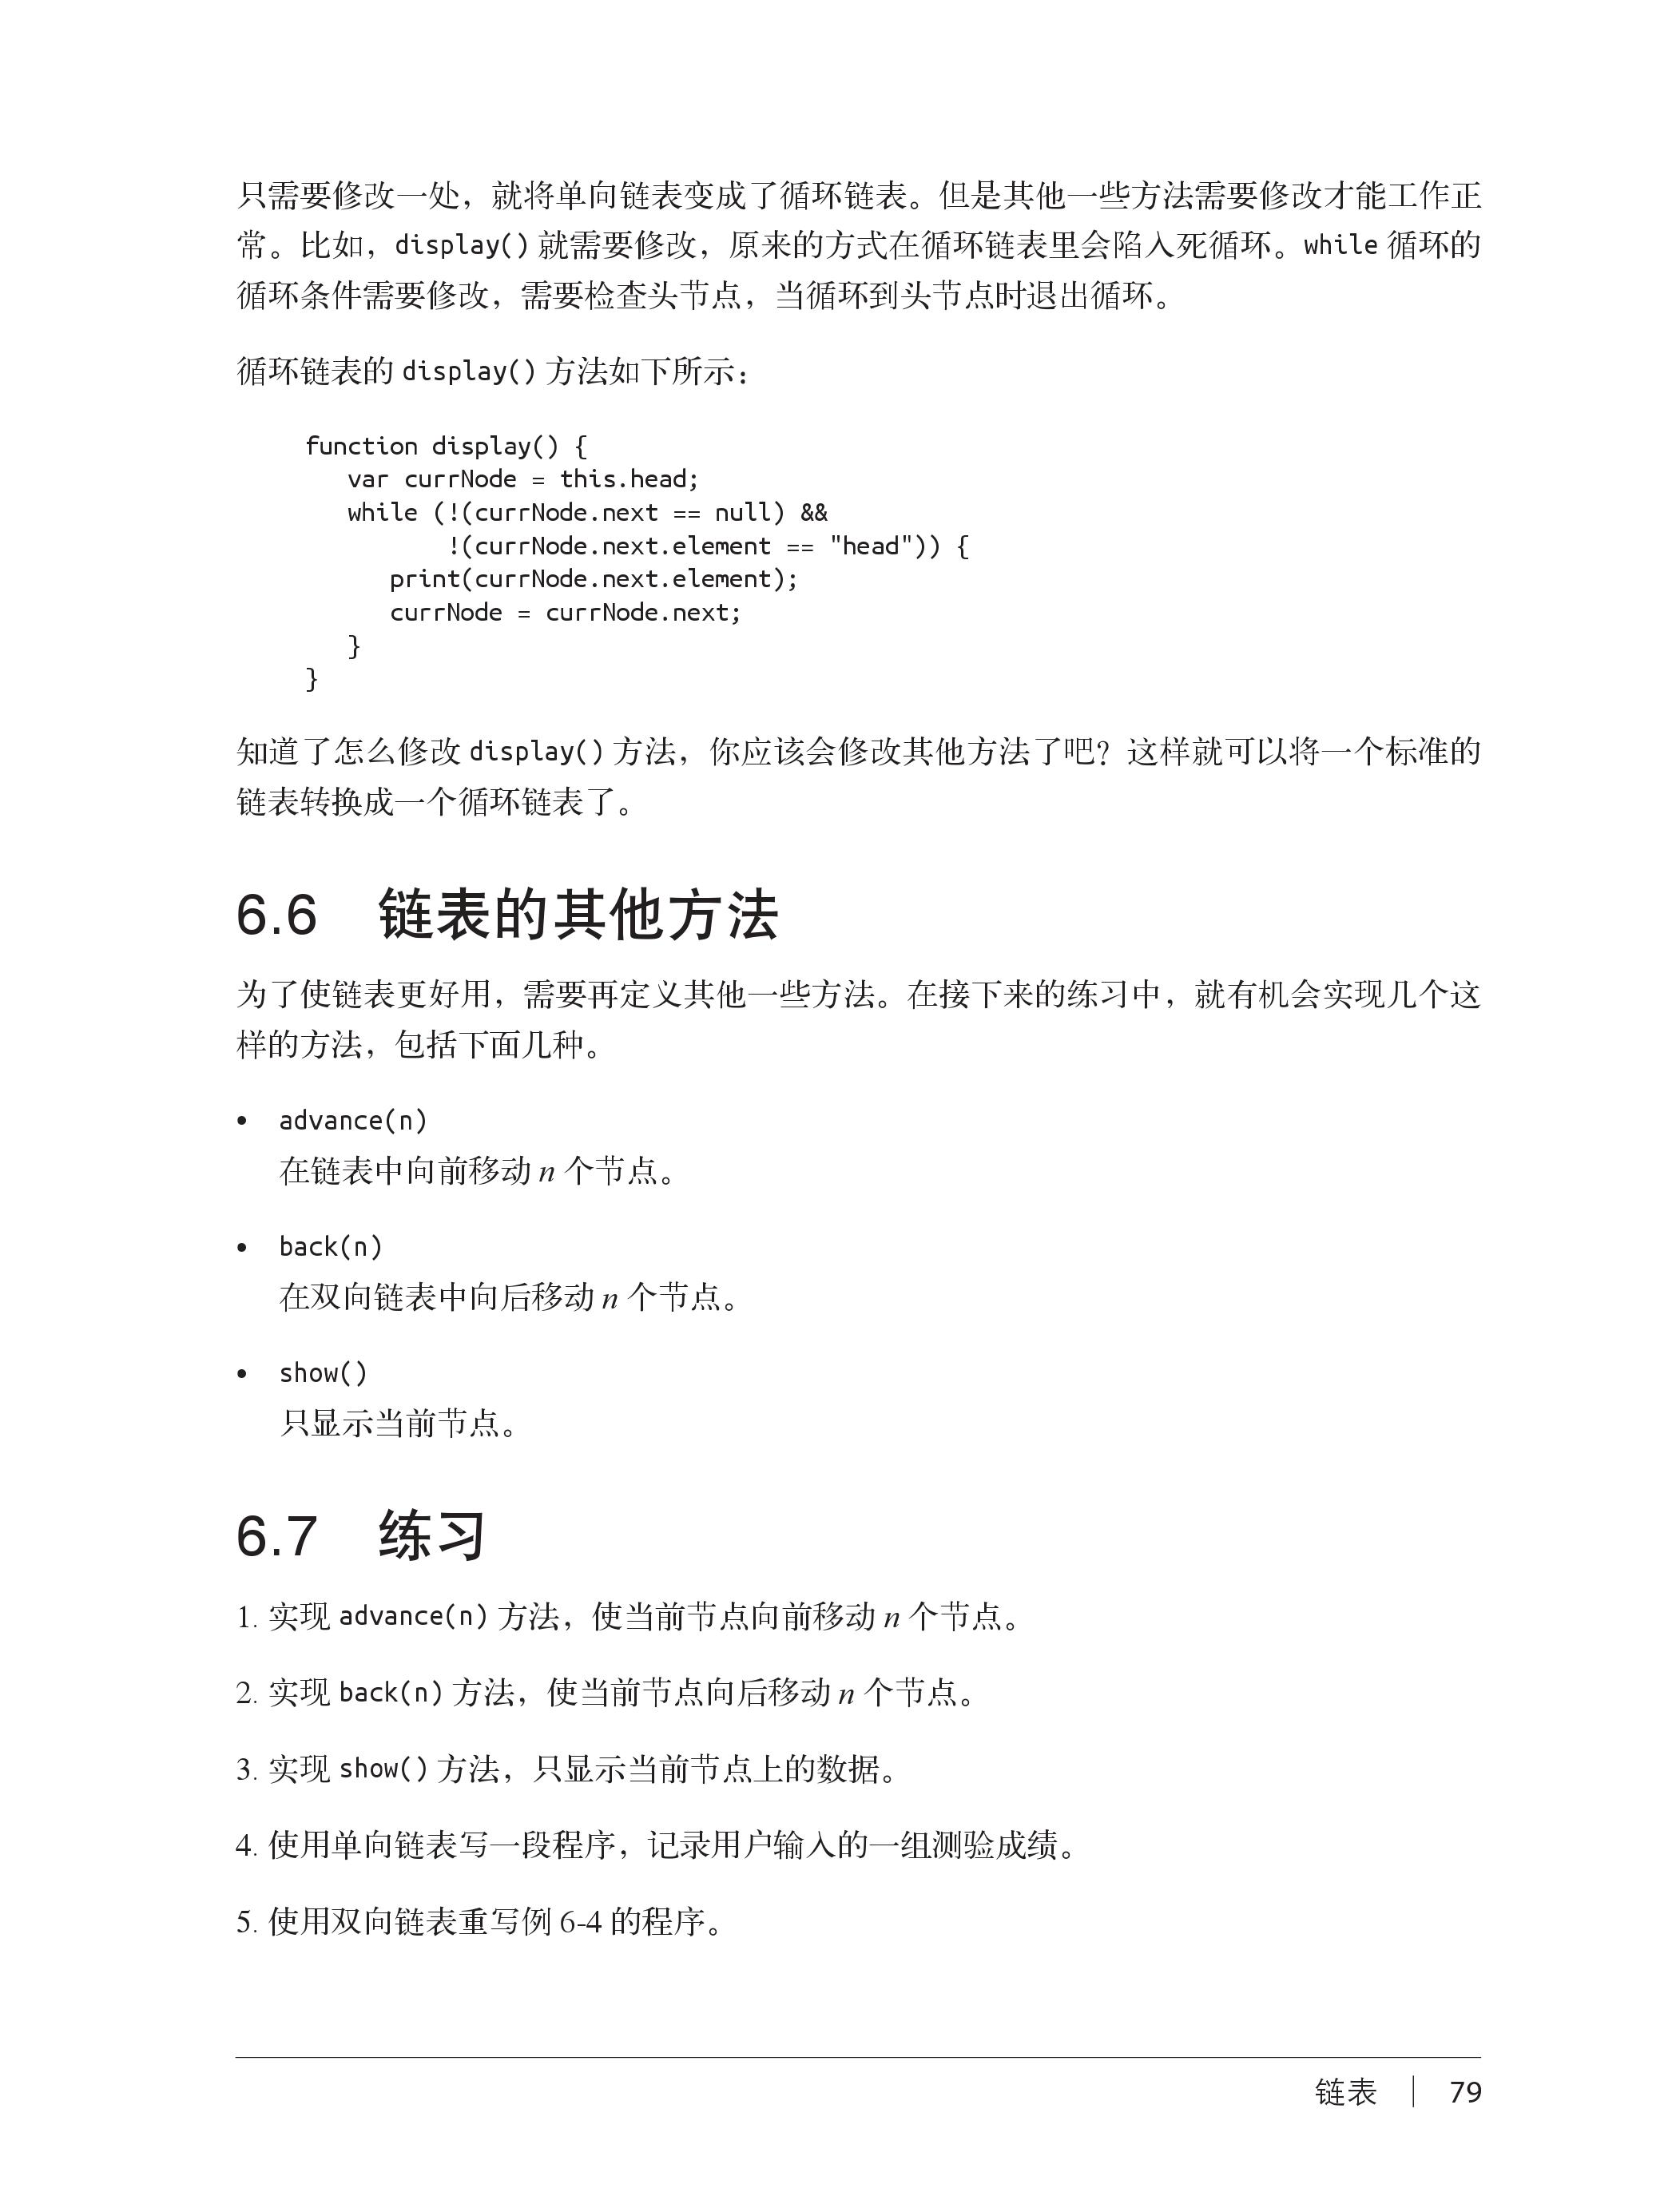 只需要修改一处，就将单向链表变成了循环链表。但是其他一些方法需要修改才能工作正
常。比如，display() 就需要修改，原来的方式在循环链表里会陷入死循环。while 循环的
循环条件需要修改，需要检查头节点，当循环到头节点时退出循环。
循环链表的 display() 方法如下所示：
function display() {
   var currNode = this.head;
   while (!(currNode.next == null) &&
          !(currNode.next.element == "head")) {
      print(currNode.next.element);
      currNode = currNode.next;
   }
}
知道了怎么修改 display() 方法，你应该会修改其他方法了吧？这样就可以将一个标准的
链表转换成一个循环链表了。
6.6 链表的其他方法
为了使链表更好用，需要再定义其他一些方法。在接下来的练习中，就有机会实现几个这
样的方法，包括下面几种。
• advance(n)
在链表中向前移动 n 个节点。
• back(n)
在双向链表中向后移动 n 个节点。
• show()
只显示当前节点。
6.7 练习
1. 实现 advance(n) 方法，使当前节点向前移动 n 个节点。
2. 实现 back(n) 方法，使当前节点向后移动 n 个节点。
3. 实现 show() 方法，只显示当前节点上的数据。
4. 使用单向链表写一段程序，记录用户输入的一组测验成绩。
5. 使用双向链表重写例 6-4 的程序。
链表 | 79